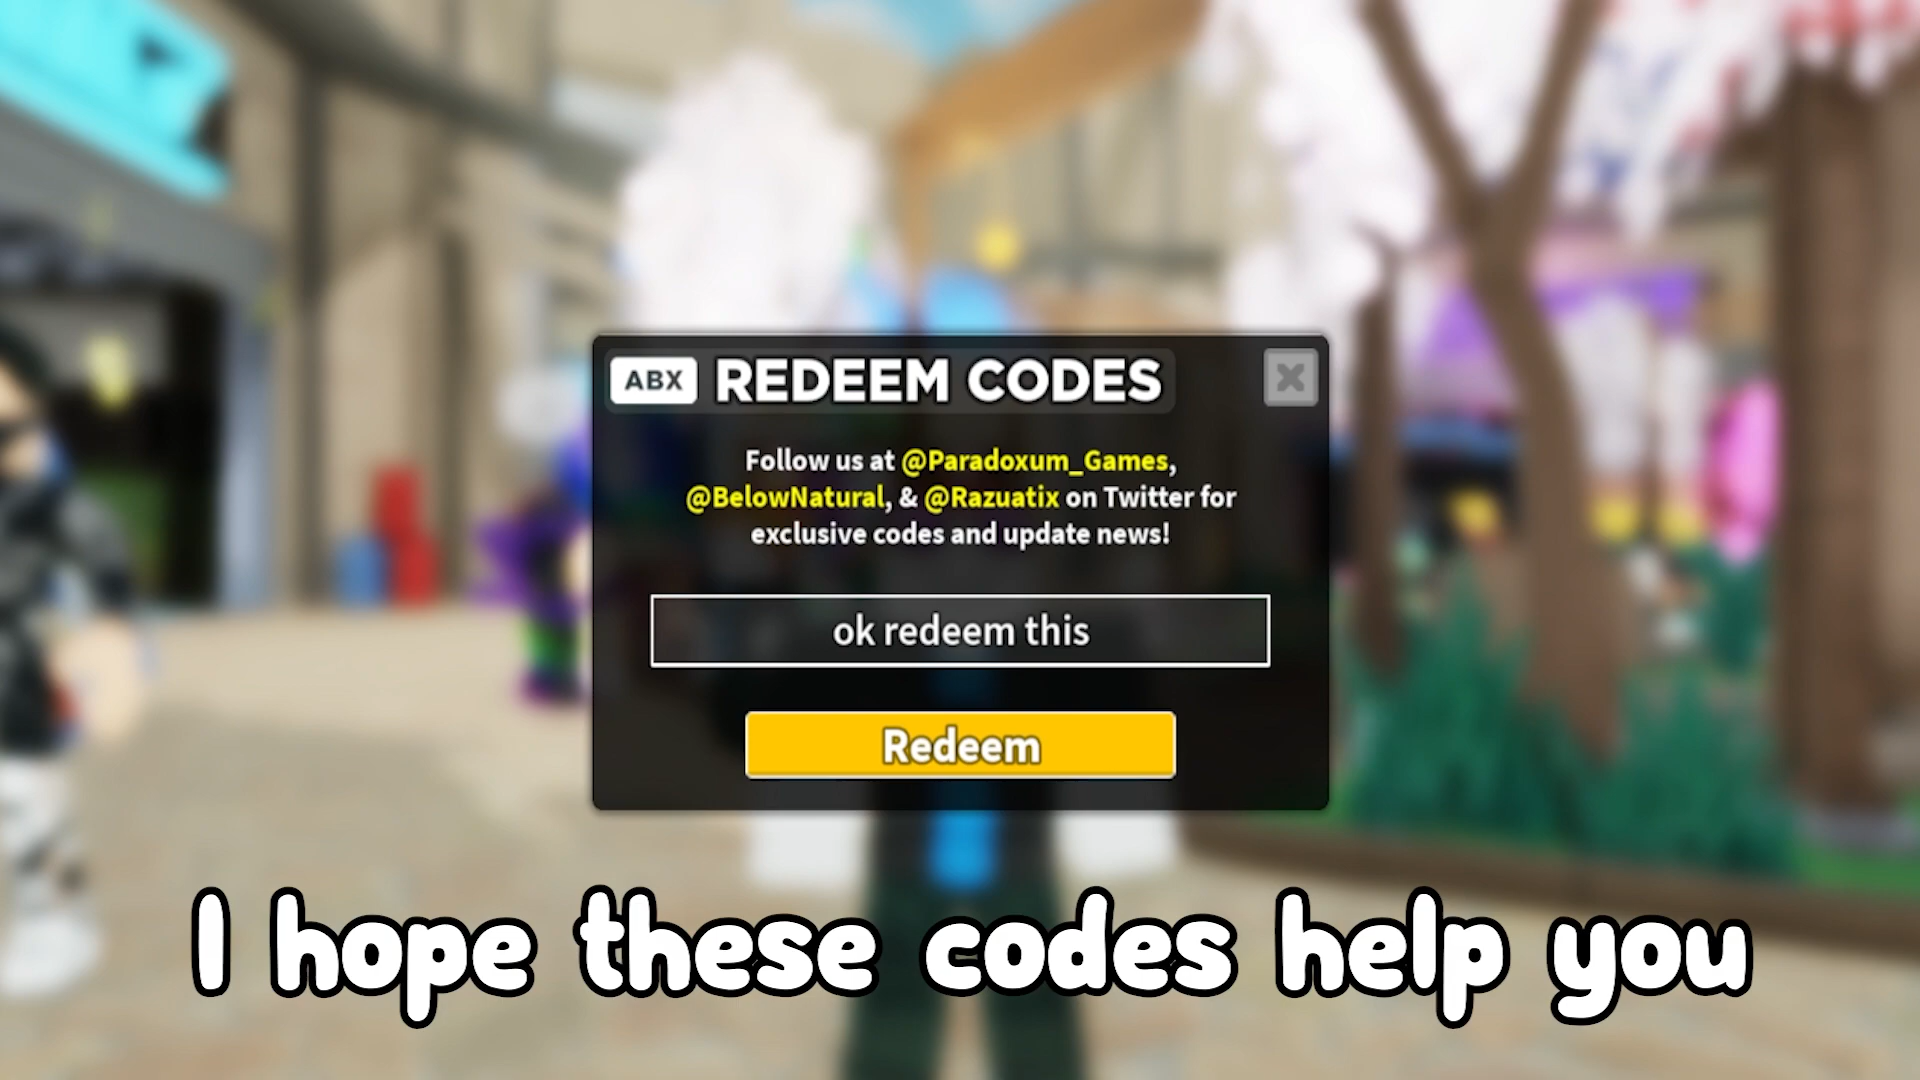 ABX REDEEM CODES
Follow us at @Paradoxum_Games,
@BelowNatural, & @Razuatix on Twitter for
exclusive codes and update news!
ok redeem this
Redeem
I hope these codes help you